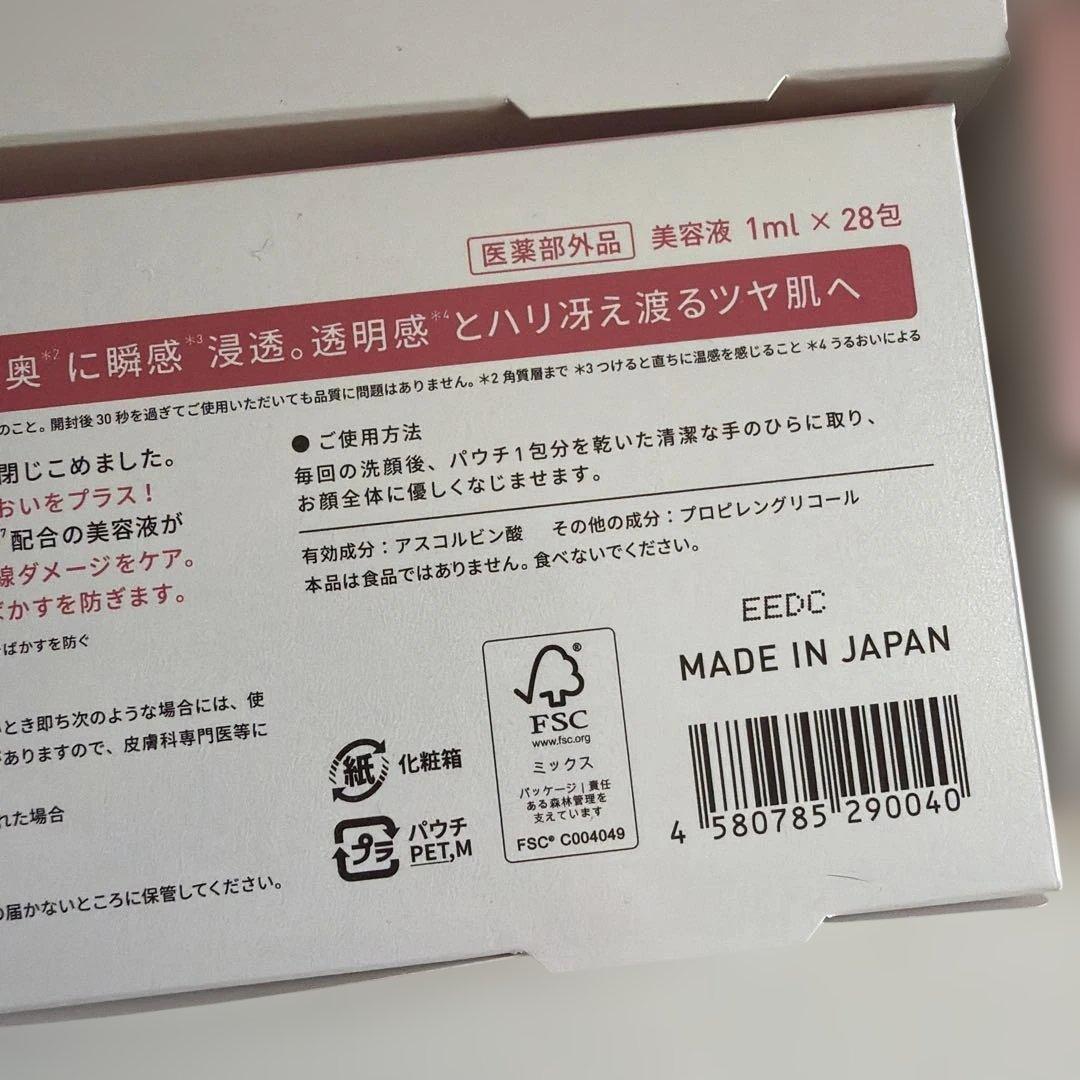 医薬部外品 美容液 1ml × 28包
奥*2に瞬感*3浸透。透明感*4とハリ冴え渡るツヤ肌へ
のこと。開封後30秒を過ぎてご使用いただいても品質に問題はありません。*2 角質層まで *3 つけると直ちに温感を感じること *4 うるおいによる
閉じこめました。
おいをプラス！
*7配合の美容液が
線ダメージをケア。
ばかすを防ぎます。
ばかすを防ぐ
● ご使用方法
毎回の洗顔後、パウチ1包分を乾いた清潔な手のひらに取り、
お顔全体に優しくなじませます。
有効成分：アスコルビン酸 その他の成分：プロピレングリコール
本品は食品ではありません。食べないでください。
いとき即ち次のような場合には、使
がありますので、皮膚科専門医等に
れた場合
の届かないところに保管してください。
紙 化粧箱
プラ パウチ
PET,M
®
FSC
www.fsc.org
ミックス
パッケージ | 責任
ある森林管理を
支えています
FSC® C004049
EEDC
MADE IN JAPAN
4 580785 290040